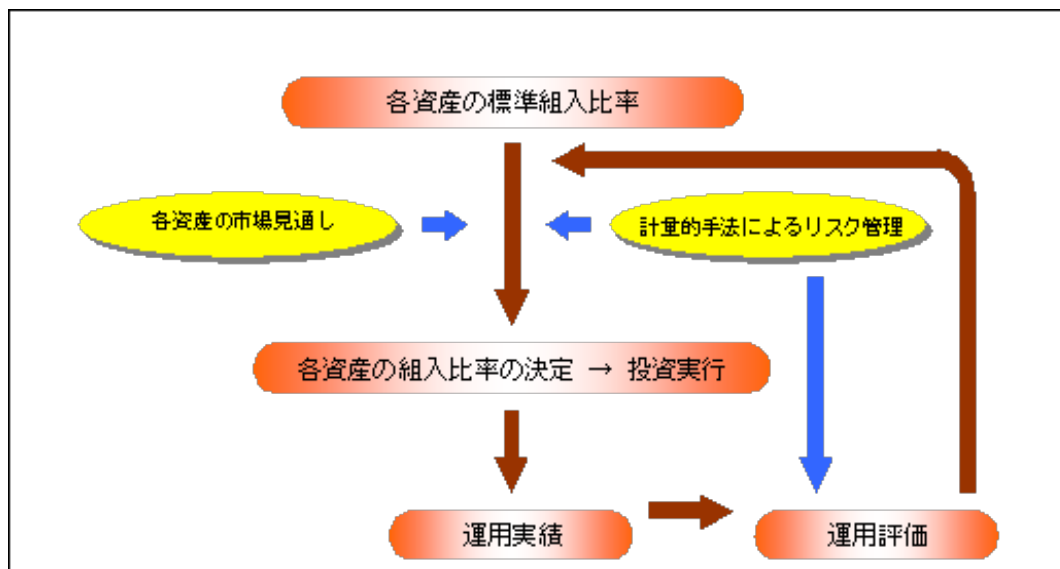 各資産の標準組入比率
各資産の市場見通し
計量的手法によるリスク管理
各資産の組入比率の決定 → 投資実行
運用実績
運用評価